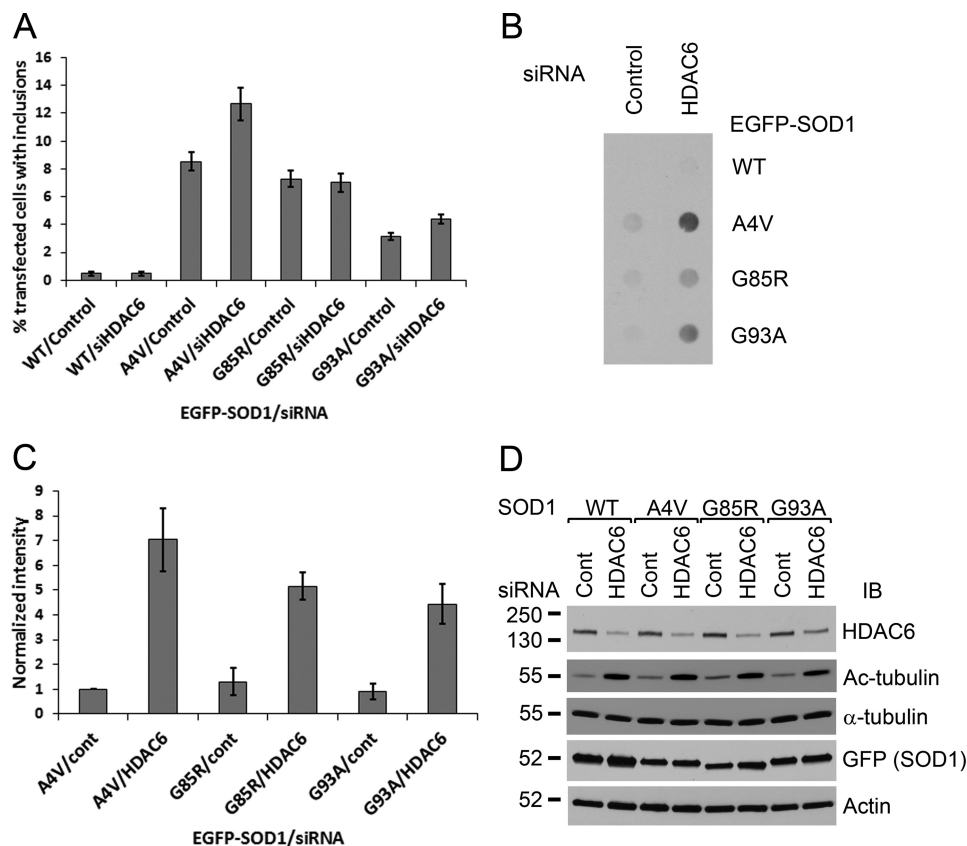 A
16
14
12
10
8
6
4
2
0
% transfected cells with inclusions
WT/Control
WT/siHDAC6
A4V/Control
A4V/siHDAC6
G85R/Control
G85R/siHDAC6
G93A/Control
G93A/siHDAC6
EGFP-SOD1/siRNA
B
siRNA
Control
HDAC6
EGFP-SOD1
WT
A4V
G85R
G93A
C
9
8
7
6
5
4
3
2
1
0
Normalized intensity
A4V/cont
A4V/HDAC6
G85R/cont
G85R/HDAC6
G93A/cont
G93A/HDAC6
EGFP-SOD1/siRNA
D
SOD1 WT A4V G85R G93A
siRNA Cont HDAC6 Cont HDAC6 Cont HDAC6 Cont HDAC6 IB
250
130 HDAC6
55 Ac-tubulin
55 α-tubulin
52 GFP (SOD1)
52 Actin